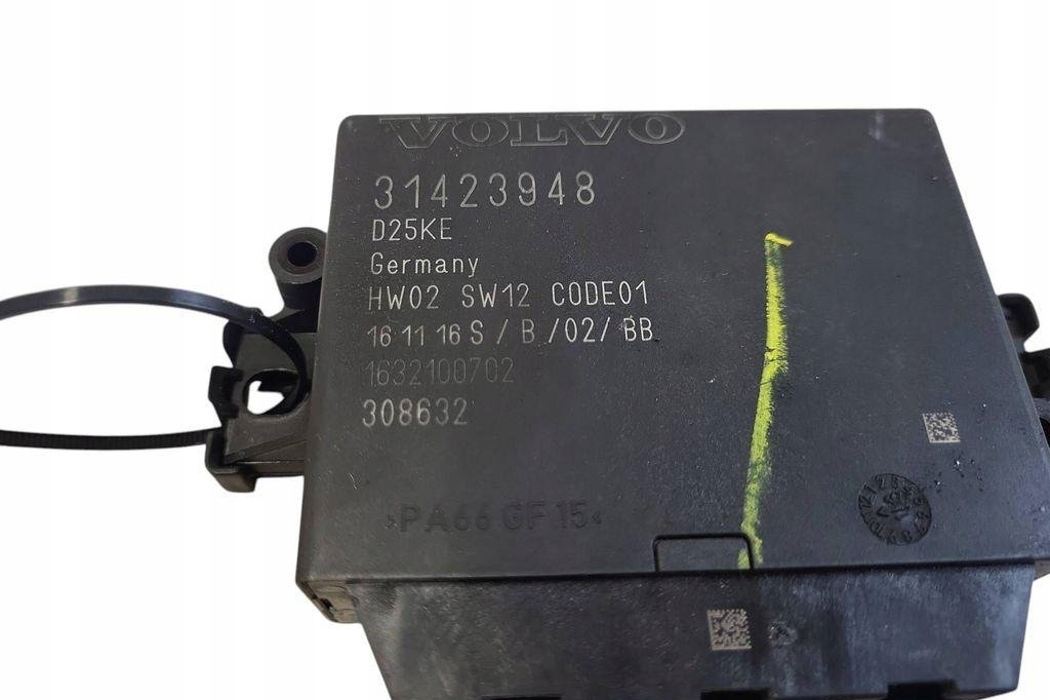 VOLVO
31423948
D25KE
Germany
HW02 SW12 CODE01
16 11 16 S / B /02/ BB
1632100702
308632
>PA66 GF15<